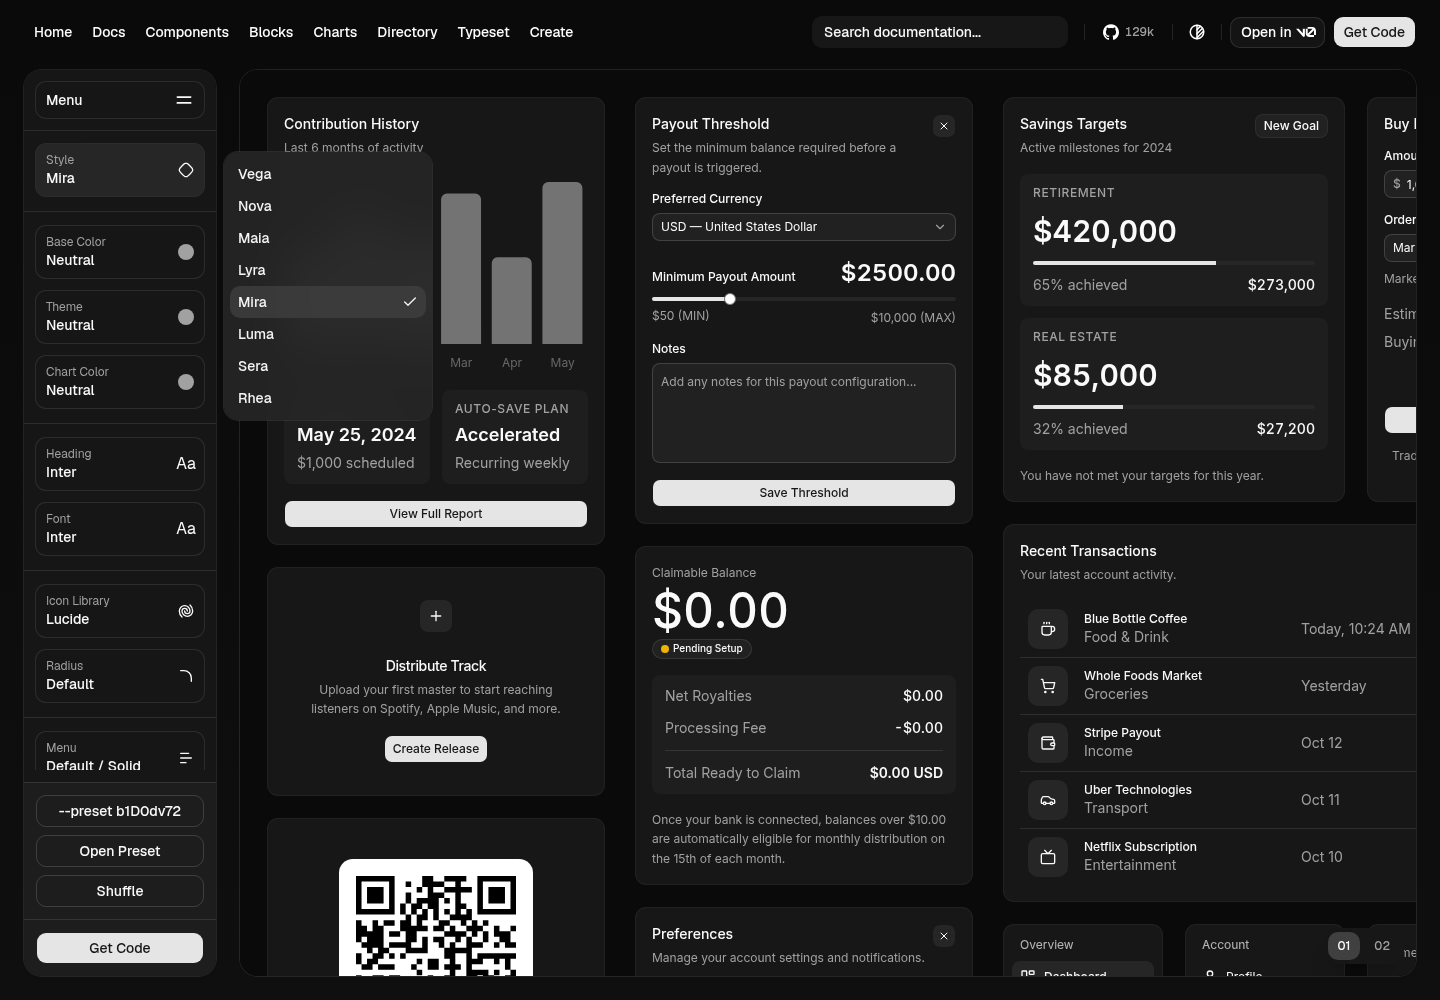 Home
Docs
Components
Blocks
Charts
Directory
Typeset
Create
Search documentation...
129k
Open in v0
Get Code
Menu
Style
Mira
Base Color
Neutral
Theme
Neutral
Chart Color
Neutral
Heading
Inter
Aa
Font
Inter
Aa
Icon Library
Lucide
Radius
Default
Menu
Default / Solid
--preset b1D0dv72
Open Preset
Shuffle
Get Code
Vega
Nova
Maia
Lyra
Mira
Luma
Sera
Rhea
Contribution History
Last 6 months of activity
Mar
Apr
May
May 25, 2024
$1,000 scheduled
AUTO-SAVE PLAN
Accelerated
Recurring weekly
View Full Report
Distribute Track
Upload your first master to start reaching
listeners on Spotify, Apple Music, and more.
Create Release
Payout Threshold
Set the minimum balance required before a
payout is triggered.
Preferred Currency
USD — United States Dollar
Minimum Payout Amount
$2500.00
$50 (MIN)
$10,000 (MAX)
Notes
Add any notes for this payout configuration...
Save Threshold
Claimable Balance
$0.00
Pending Setup
Net Royalties
$0.00
Processing Fee
-$0.00
Total Ready to Claim
$0.00 USD
Once your bank is connected, balances over $10.00
are automatically eligible for monthly distribution on
the 15th of each month.
Preferences
Manage your account settings and notifications.
Savings Targets
Active milestones for 2024
New Goal
RETIREMENT
$420,000
65% achieved
$273,000
REAL ESTATE
$85,000
32% achieved
$27,200
You have not met your targets for this year.
Buy
$
Order
Mar
Recent Transactions
Your latest account activity.
Blue Bottle Coffee
Food & Drink
Today, 10:24 AM
Whole Foods Market
Groceries
Yesterday
Stripe Payout
Income
Oct 12
Uber Technologies
Transport
Oct 11
Netflix Subscription
Entertainment
Oct 10
Overview
Dashboard
Account
Profile
01
02